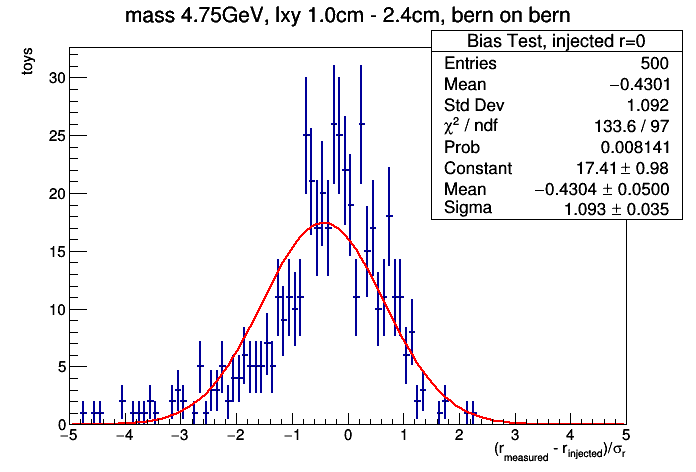 mass 4.75GeV, lxy 1.0cm - 2.4cm, bern on bern
Bias Test, injected r=0
Entries 500
Mean −0.4301
Std Dev 1.092
χ² / ndf 133.6 / 97
Prob 0.008141
Constant 17.41 ± 0.98
Mean −0.4304 ± 0.0500
Sigma 1.093 ± 0.035
toys
30
25
20
15
10
5
0
−5 −4 −3 −2 −1 0 1 2 3 4 5
(r_measured - r_injected)/σ_r